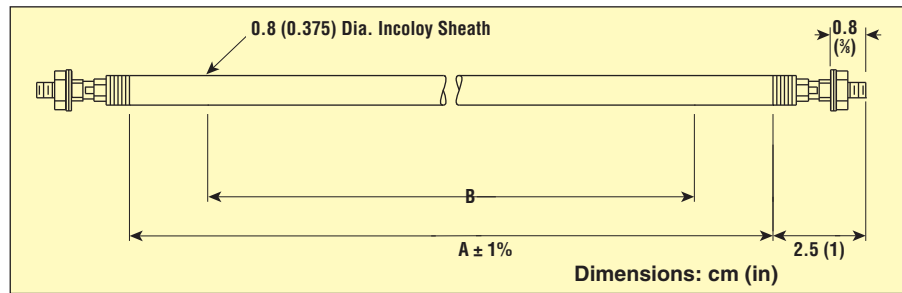 0.8 (0.375) Dia. Incoloy Sheath
0.8
(⅜)
B
A ± 1%
2.5 (1)
Dimensions: cm (in)